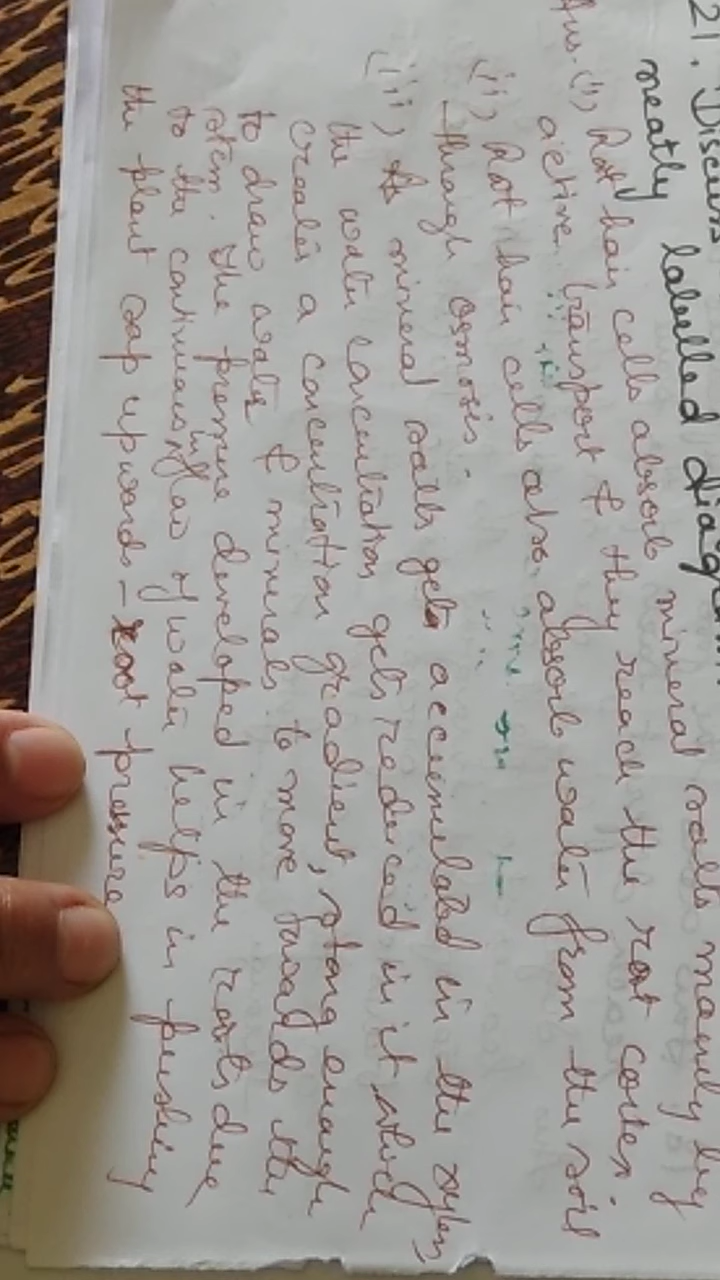 21. Discuss
neatly labelled diag
Ans. (i) Root hair cells absorb mineral salts mainly by
active transport & they reach the root cortex.
(ii) Root hair cells also absorb water from the soil
through osmosis.
(iii) As mineral salts gets accumulated in the xylem,
the water concentration gets reduced in it which
creates a concentration gradient, strong enough
to draw water & minerals to move towards the
stem. The pressure developed in the roots due
to the continuous inflow of water helps in pushing
the plant sap upwards - root pressure